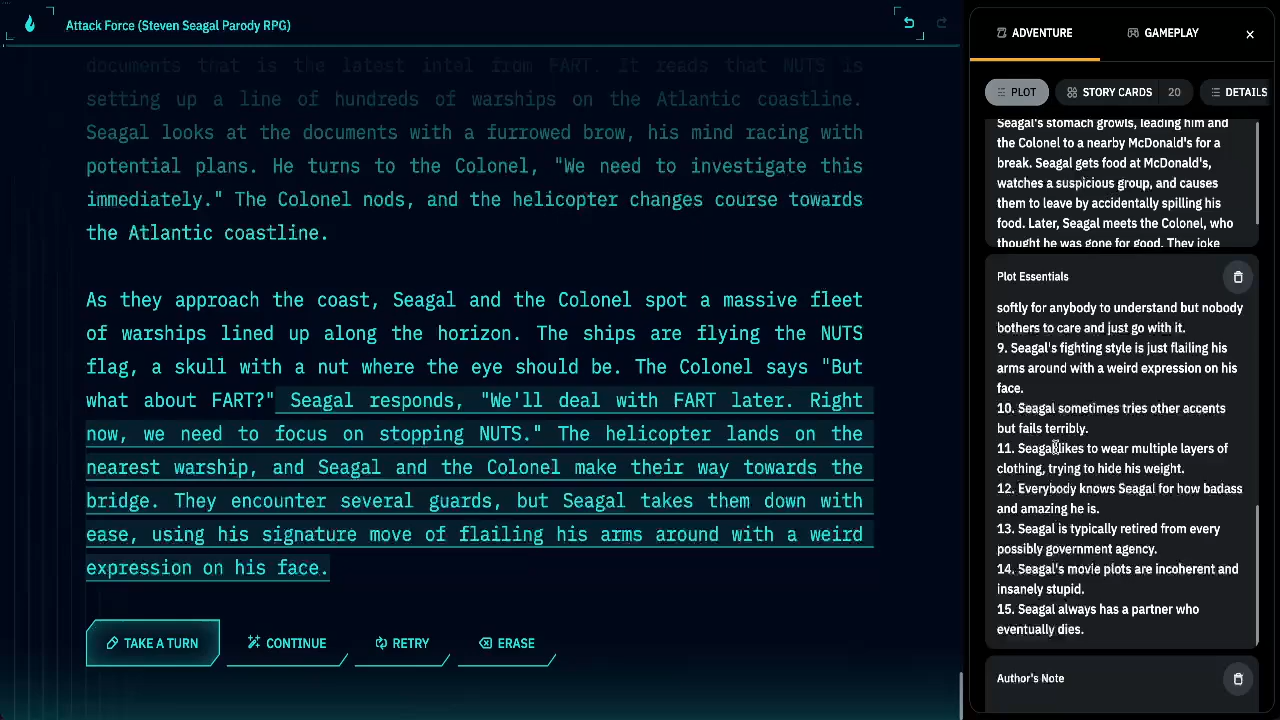 Attack Force (Steven Seagal Parody RPG)
documents that is the latest intel from FART. It reads that NUTS is
setting up a line of hundreds of warships on the Atlantic coastline.
Seagal looks at the documents with a furrowed brow, his mind racing with
potential plans. He turns to the Colonel, "We need to investigate this
immediately." The Colonel nods, and the helicopter changes course towards
the Atlantic coastline.
As they approach the coast, Seagal and the Colonel spot a massive fleet
of warships lined up along the horizon. The ships are flying the NUTS
flag, a skull with a nut where the eye should be. The Colonel says "But
what about FART?" Seagal responds, "We'll deal with FART later. Right
now, we need to focus on stopping NUTS." The helicopter lands on the
nearest warship, and Seagal and the Colonel make their way towards the
bridge. They encounter several guards, but Seagal takes them down with
ease, using his signature move of flailing his arms around with a weird
expression on his face.
TAKE A TURN CONTINUE RETRY ERASE
ADVENTURE GAMEPLAY
PLOT STORY CARDS 20 DETAILS
Seagal's stomach growls, leading him and
the Colonel to a nearby McDonald's for a
break. Seagal gets food at McDonald's,
watches a suspicious group, and causes
them to leave by accidentally spilling his
food. Later, Seagal meets the Colonel, who
thought he was gone for good. They joke
Plot Essentials
softly for anybody to understand but nobody
bothers to care and just go with it.
9. Seagal's fighting style is just flailing his
arms around with a weird expression on his
face.
10. Seagal sometimes tries other accents
but fails terribly.
11. Seagal likes to wear multiple layers of
clothing, trying to hide his weight.
12. Everybody knows Seagal for how badass
and amazing he is.
13. Seagal is typically retired from every
possibly government agency.
14. Seagal's movie plots are incoherent and
insanely stupid.
15. Seagal always has a partner who
eventually dies.
Author's Note